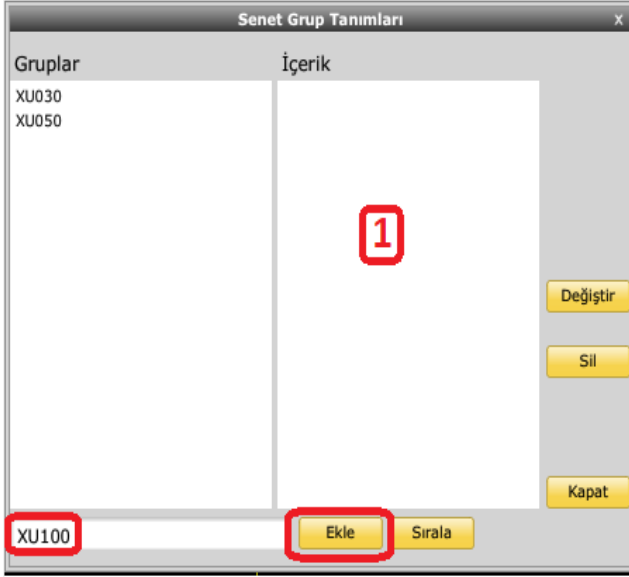 Senet Grup Tanımları X
Gruplar
İçerik
XU030
XU050
1
Değiştir
Sil
Kapat
XU100
Ekle
Sırala